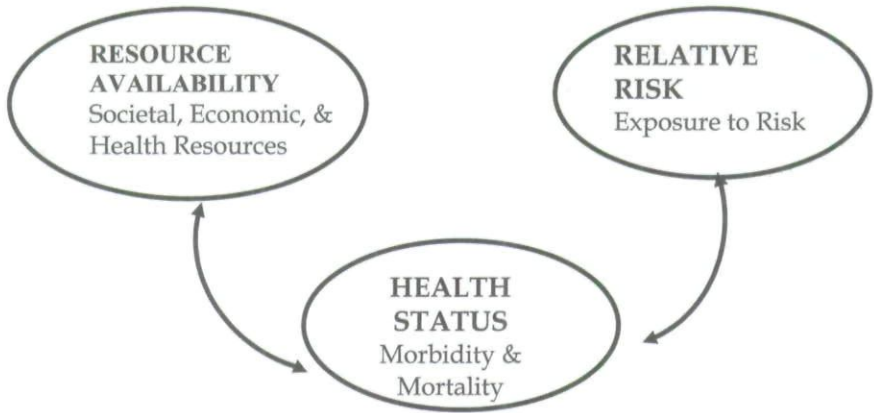 RESOURCE
AVAILABILITY
Societal, Economic, &
Health Resources
RELATIVE
RISK
Exposure to Risk
HEALTH
STATUS
Morbidity &
Mortality